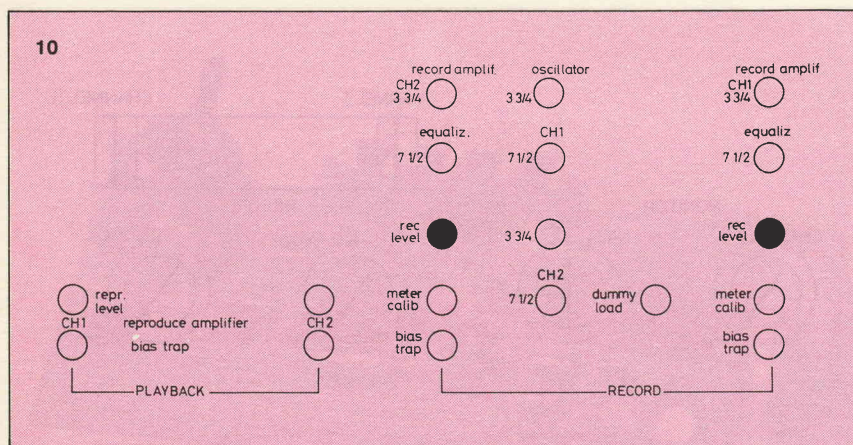 10
record amplif. oscillator record amplif
CH2 CH1
3 3/4 3 3/4 3 3/4
equaliz. CH1 equaliz
7 1/2 7 1/2 7 1/2
rec rec
level 3 3/4 level
CH2
repr. meter 7 1/2 dummy meter
level calib load calib
CH1 reproduce amplifier CH2
bias trap bias bias
trap trap
PLAYBACK RECORD